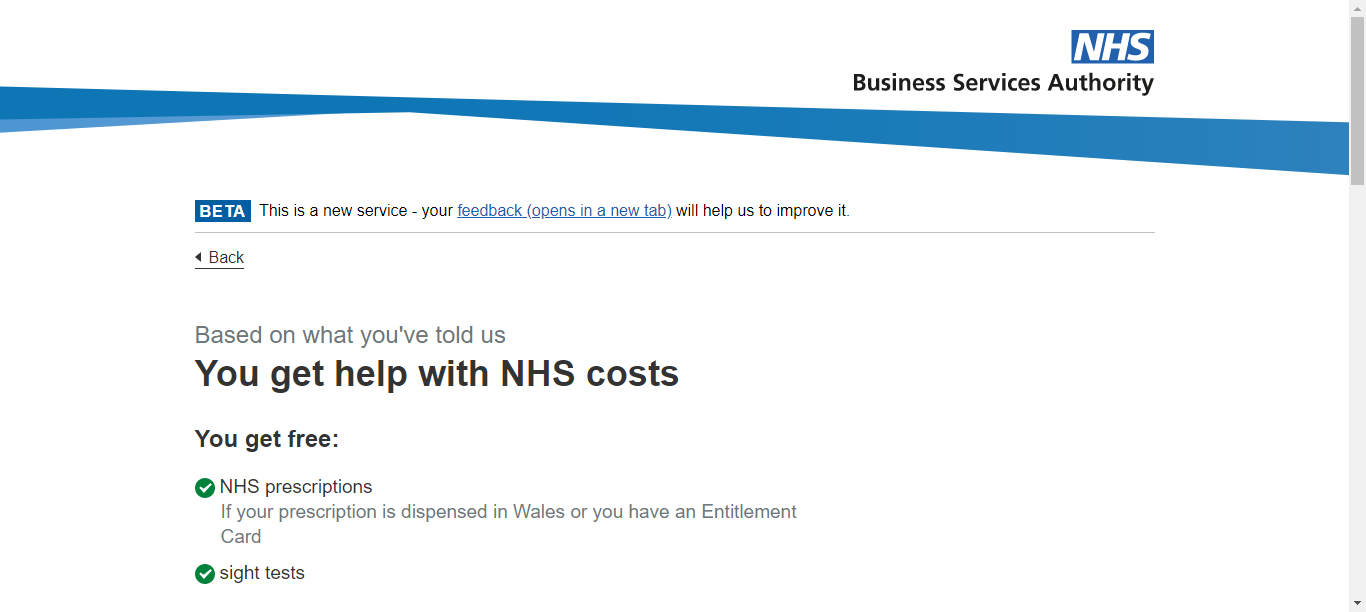 NHS
Business Services Authority
BETA This is a new service - your feedback (opens in a new tab) will help us to improve it.
Back
Based on what you've told us
You get help with NHS costs
You get free:
NHS prescriptions
If your prescription is dispensed in Wales or you have an Entitlement
Card
sight tests